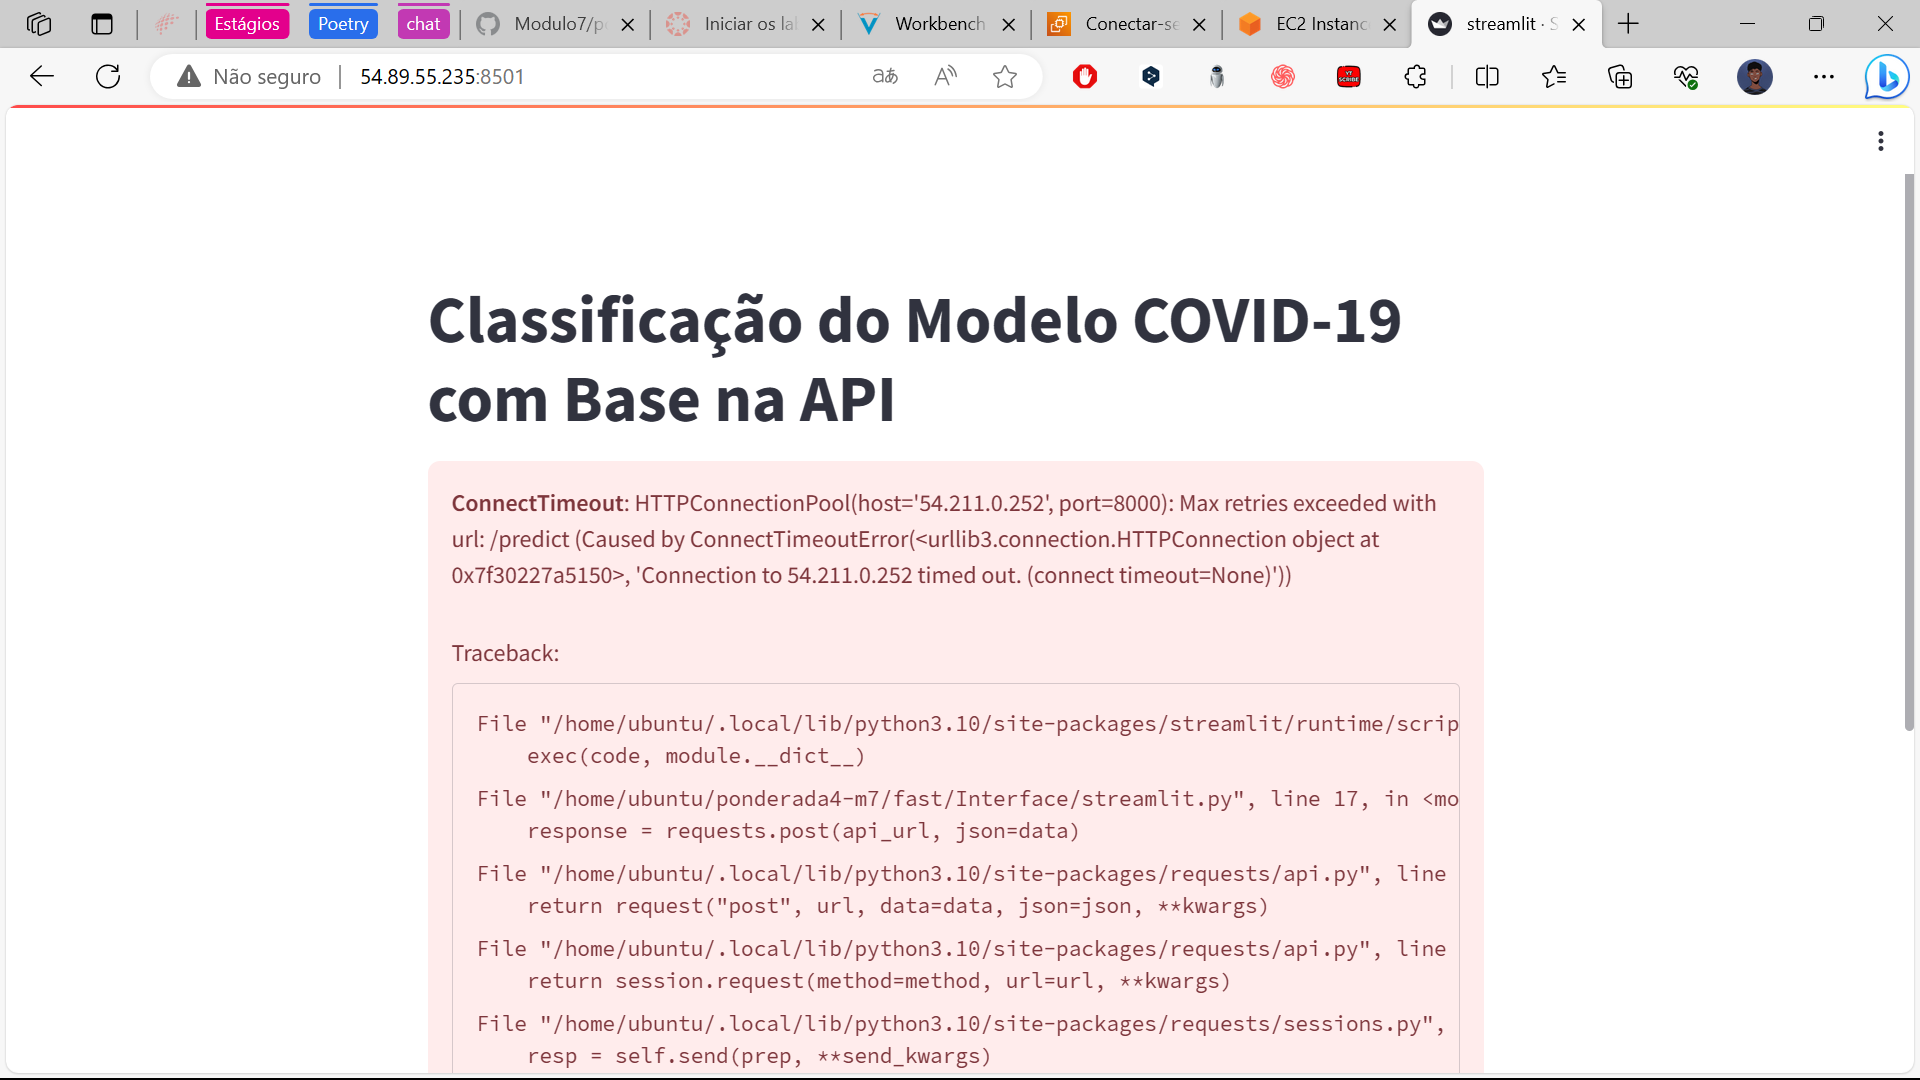 Estágios
Poetry
chat
Modulo7/p
Iniciar os la
Workbench
Conectar-se
EC2 Instanc
streamlit · S
Não seguro
54.89.55.235:8501
Classificação do Modelo COVID-19
com Base na API
ConnectTimeout: HTTPConnectionPool(host='54.211.0.252', port=8000): Max retries exceeded with
url: /predict (Caused by ConnectTimeoutError(<urllib3.connection.HTTPConnection object at
0x7f30227a5150>, 'Connection to 54.211.0.252 timed out. (connect timeout=None)'))
Traceback:
File "/home/ubuntu/.local/lib/python3.10/site-packages/streamlit/runtime/scrip
exec(code, module.__dict__)
File "/home/ubuntu/ponderada4-m7/fast/Interface/streamlit.py", line 17, in <mo
response = requests.post(api_url, json=data)
File "/home/ubuntu/.local/lib/python3.10/site-packages/requests/api.py", line
return request("post", url, data=data, json=json, **kwargs)
File "/home/ubuntu/.local/lib/python3.10/site-packages/requests/api.py", line
return session.request(method=method, url=url, **kwargs)
File "/home/ubuntu/.local/lib/python3.10/site-packages/requests/sessions.py",
resp = self.send(prep, **send_kwargs)